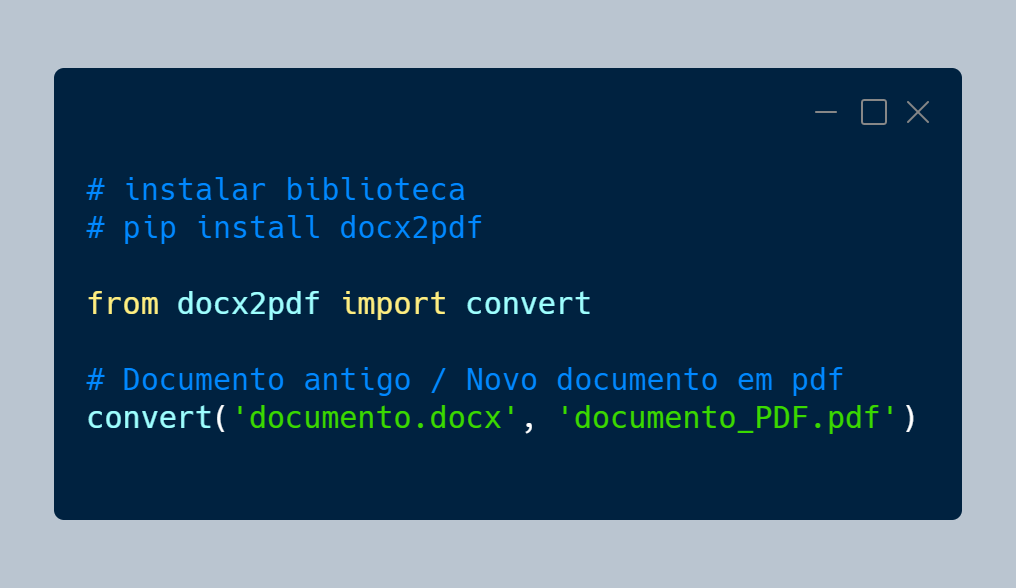 # instalar biblioteca
# pip install docx2pdf
from docx2pdf import convert
# Documento antigo / Novo documento em pdf
convert('documento.docx', 'documento_PDF.pdf')